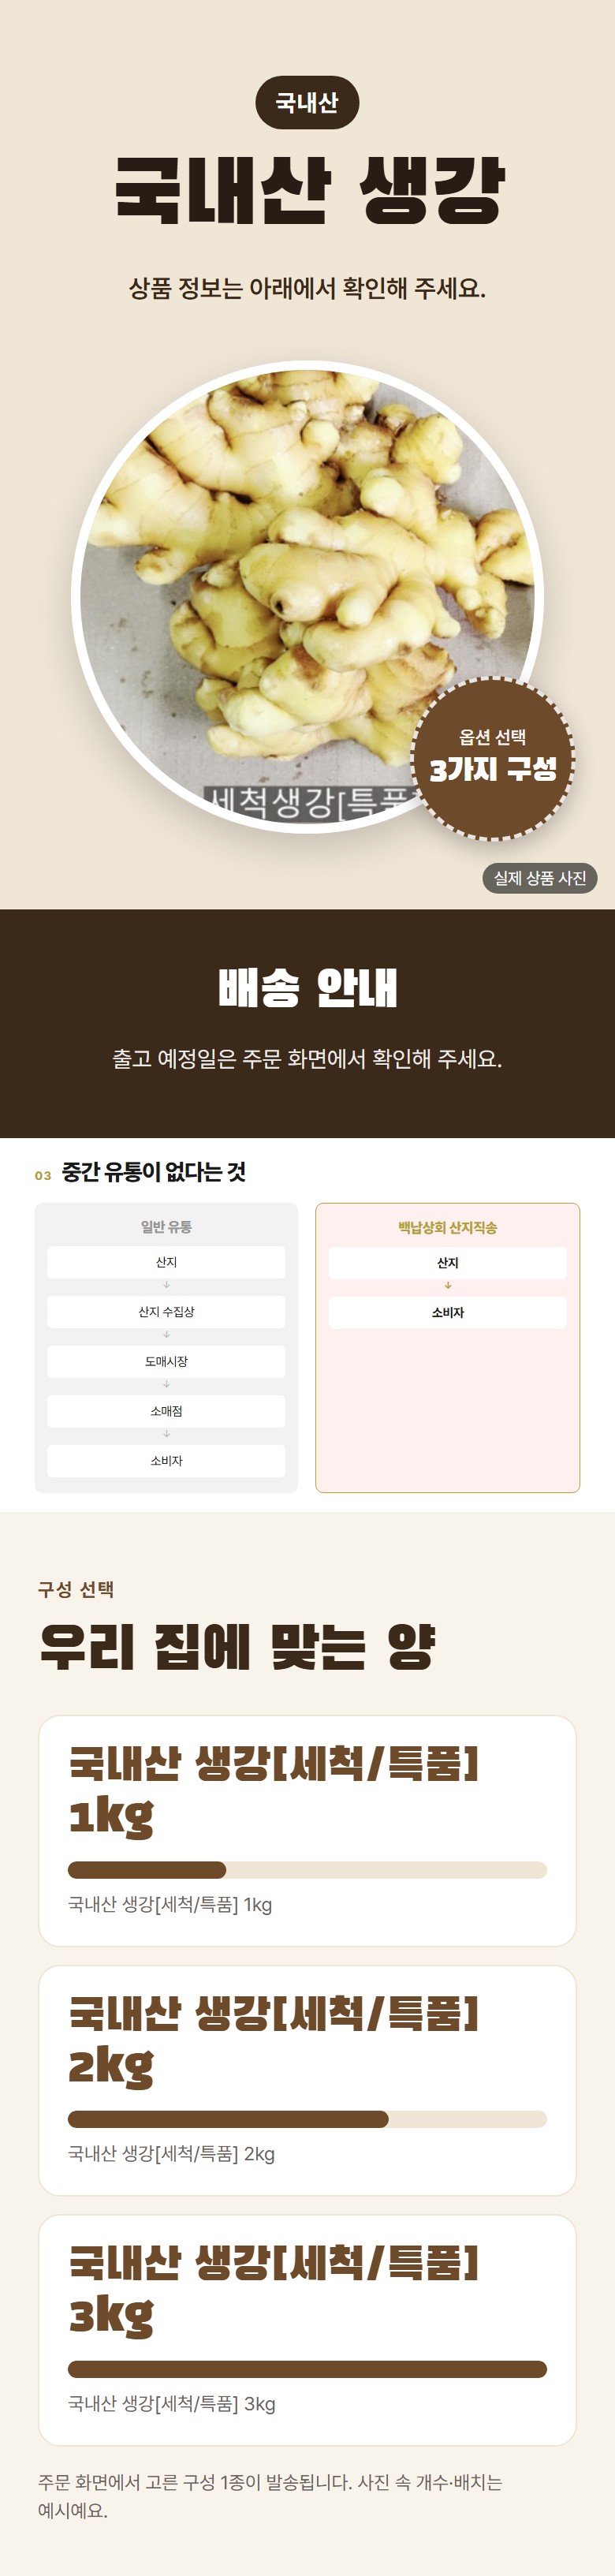 국내산
국내산 생강
상품 정보는 아래에서 확인해 주세요.
세척생강[특품
옵션 선택
3가지 구성
실제 상품 사진
배송 안내
출고 예정일은 주문 화면에서 확인해 주세요.
03 중간 유통이 없다는 것
일반 유통
산지
↓
산지 수집상
↓
도매시장
↓
소매점
↓
소비자
백납상회 산지직송
산지
↓
소비자
구성 선택
우리 집에 맞는 양
국내산 생강[세척/특품]
1kg
국내산 생강[세척/특품] 1kg
국내산 생강[세척/특품]
2kg
국내산 생강[세척/특품] 2kg
국내산 생강[세척/특품]
3kg
국내산 생강[세척/특품] 3kg
주문 화면에서 고른 구성 1종이 발송됩니다. 사진 속 개수·배치는
예시예요.